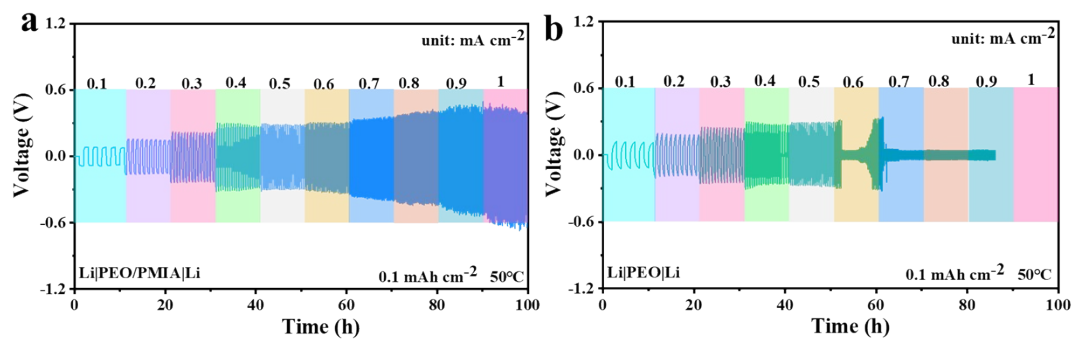 a
1.2
unit: mA cm⁻²
0.1 0.2 0.3 0.4 0.5 0.6 0.7 0.8 0.9 1
0.6
Voltage (V)
0.0
-0.6
Li|PEO/PMIA|Li
0.1 mAh cm⁻² 50℃
-1.2
0 20 40 60 80 100
Time (h)
b
1.2
unit: mA cm⁻²
0.1 0.2 0.3 0.4 0.5 0.6 0.7 0.8 0.9 1
0.6
Voltage (V)
0.0
-0.6
Li|PEO|Li
0.1 mAh cm⁻² 50℃
-1.2
0 20 40 60 80 100
Time (h)